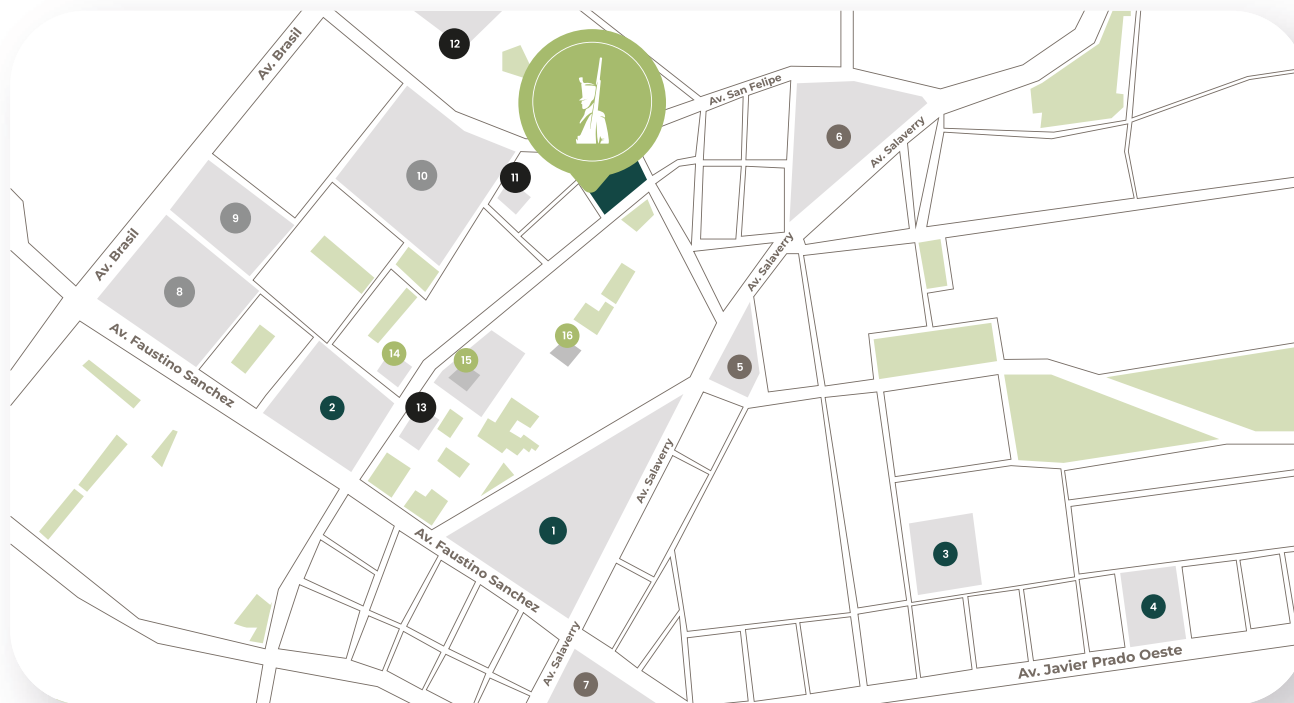 12
Av. Brasil
Av. San Felipe
6
Av. Salaverry
10
11
9
Av. Brasil
8
Av. Salaverry
16
14
15
5
Av. Faustino Sanchez
2
13
Av. Salaverry
1
3
Av. Faustino Sanchez
4
Av. Salaverry
Av. Javier Prado Oeste
7